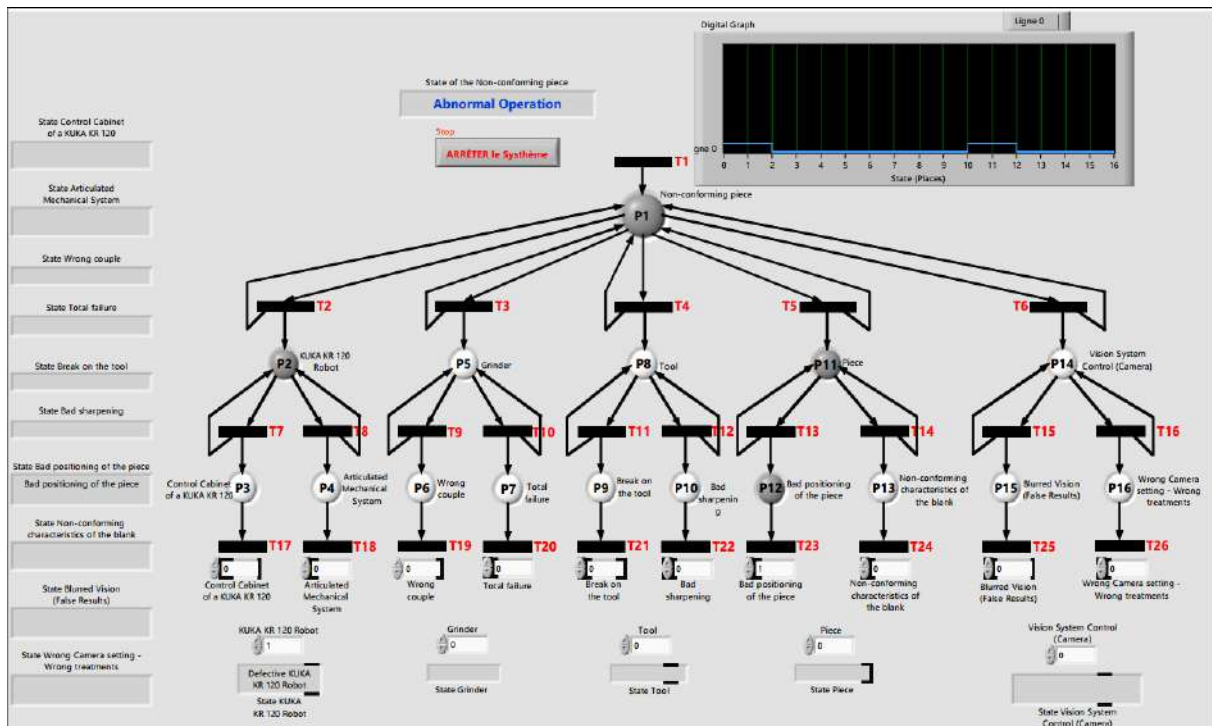 Ligne 0
Digital Graph
State of the Non-conforming piece
Abnormal Operation
Stop
ARRÊTER le Systhème
gne 0
0 1 2 3 4 5 6 7 8 9 10 11 12 13 14 15 16
State (Places)
State Control Cabinet
of a KUKA KR 120
State Articulated
Mechanical System
State Wrong couple
State Total failure
State Break on the tool
State Bad sharpening
State Bad positioning of the piece
Bad positioning of the piece
State Non-conforming
characteristics of the blank
State Blurred Vision
(False Results)
State Wrong Camera setting -
Wrong treatments
T1
Non-conforming piece
P1
T2 T3 T4 T5 T6
P2 KUKA KR 120
Robot
P5 Grinder
P8 Tool
P11 Piece
P14 Vision System
Control (Camera)
T7 T8 T9 T10 T11 T12 T13 T14 T15 T16
Control Cabinet
of a KUKA KR 120
P3
P4 Articulated
Mechanical
System
P6 Wrong
couple
P7 Total
failure
P9 Break on
the tool
P10 Bad
sharpenin
g
P12 Bad positioning
of the piece
P13 Non-conforming
characteristics of
the blank
P15 Blurred Vision
(False Results)
P16 Wrong Camera
setting - Wrong
treatments
T17 T18 T19 T20 T21 T22 T23 T24 T25 T26
0 0 0 0 0 0 1 0 0 0
Control Cabinet
of a KUKA KR 120
Articulated
Mechanical
System
Wrong
couple
Toral failure
Break on
the tool
Bad
sharpening
Bad positioning
of the piece
Non-conforming
characteristics of
the blank
Blurred Vision
(False Results)
Wrong Camera setting -
Wrong treatments
KUKA KR 120 Robot
1
Defective KUKA
KR 120 Robot
State KUKA
KR 120 Robot
Grinder
0
State Grinder
Tool
0
State Tool
Piece
0
State Piece
Vision System Control
(Camera)
0
State Vision System
Control (Camera)